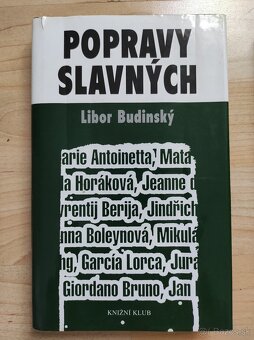 POPRAVY
SLAVNÝCH
Libor Budinský
arie Antoinetta, Mata
a Horáková, Jeanne d
vrentij Berija, Jindřich
nna Boleynová, Mikulá
ng, García Lorca, Jura
Giordano Bruno, Jan
KNIŽNÍ KLUB